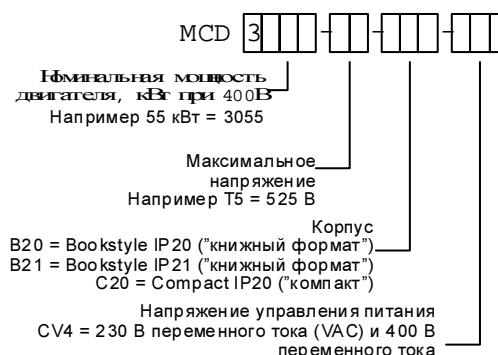 MCD 3 - - -
Номинальная мощность
двигателя, кВт при 400В
Например 55 кВт = 3055
Максимальное
напряжение
Например T5 = 525 В
Корпус
B20 = Bookstyle IP20 ("книжный формат")
B21 = Bookstyle IP21 ("книжный формат")
C20 = Compact IP20 ("компакт")
Напряжение управления питания
CV4 = 230 В переменного тока (VAC) и 400 В
переменного тока